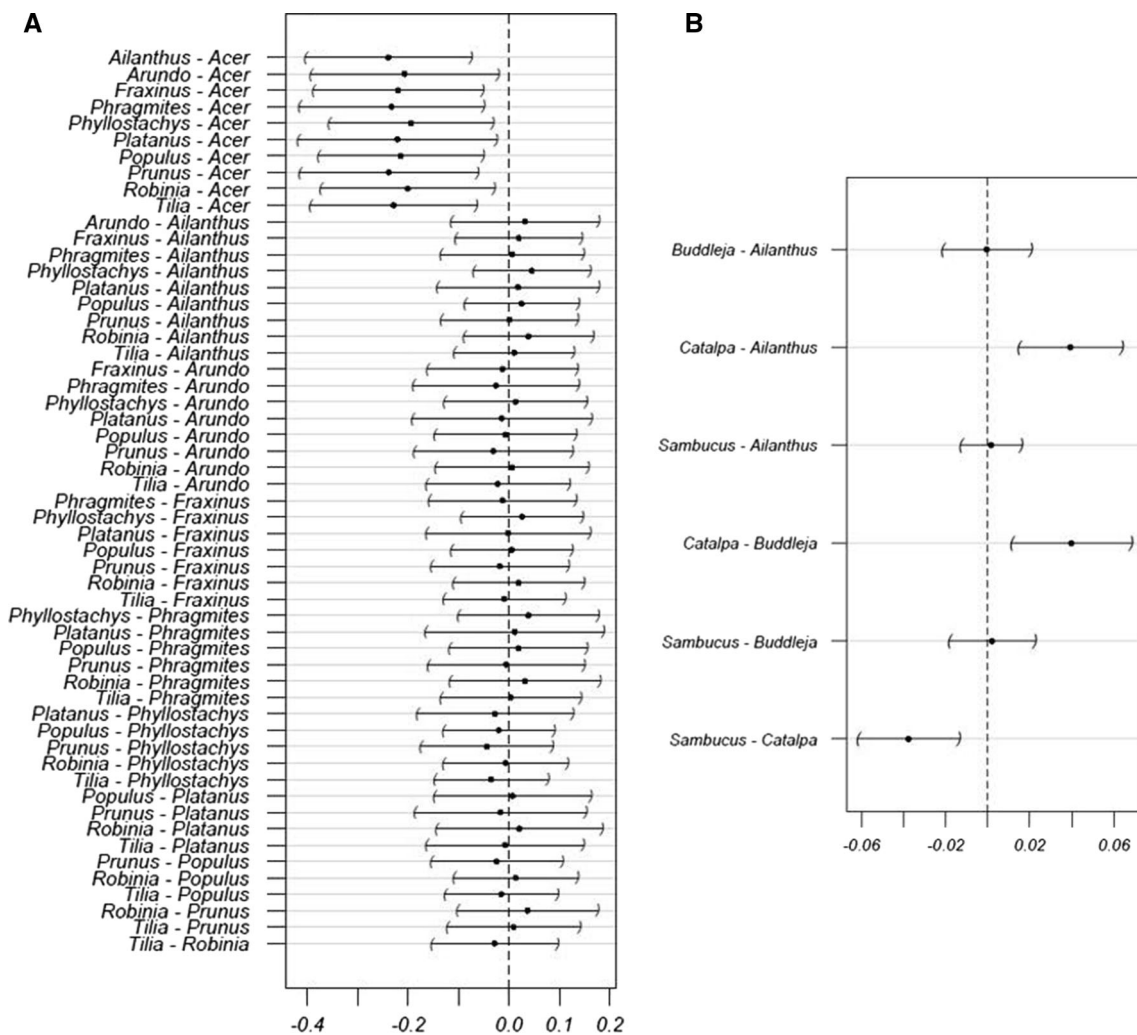 A
Ailanthus - Acer
Arundo - Acer
Fraxinus - Acer
Phragmites - Acer
Phyllostachys - Acer
Platanus - Acer
Populus - Acer
Prunus - Acer
Robinia - Acer
Tilia - Acer
Arundo - Ailanthus
Fraxinus - Ailanthus
Phragmites - Ailanthus
Phyllostachys - Ailanthus
Platanus - Ailanthus
Populus - Ailanthus
Prunus - Ailanthus
Robinia - Ailanthus
Tilia - Ailanthus
Fraxinus - Arundo
Phragmites - Arundo
Phyllostachys - Arundo
Platanus - Arundo
Populus - Arundo
Prunus - Arundo
Robinia - Arundo
Tilia - Arundo
Phragmites - Fraxinus
Phyllostachys - Fraxinus
Platanus - Fraxinus
Populus - Fraxinus
Prunus - Fraxinus
Robinia - Fraxinus
Tilia - Fraxinus
Phyllostachys - Phragmites
Platanus - Phragmites
Populus - Phragmites
Prunus - Phragmites
Robinia - Phragmites
Tilia - Phragmites
Platanus - Phyllostachys
Populus - Phyllostachys
Prunus - Phyllostachys
Robinia - Phyllostachys
Tilia - Phyllostachys
Populus - Platanus
Prunus - Platanus
Robinia - Platanus
Tilia - Platanus
Prunus - Populus
Robinia - Populus
Tilia - Populus
Robinia - Prunus
Tilia - Prunus
Tilia - Robinia
-0.4 -0.2 0.0 0.1 0.2
B
Buddleja - Ailanthus
Catalpa - Ailanthus
Sambucus - Ailanthus
Catalpa - Buddleja
Sambucus - Buddleja
Sambucus - Catalpa
-0.06 -0.02 0.02 0.06